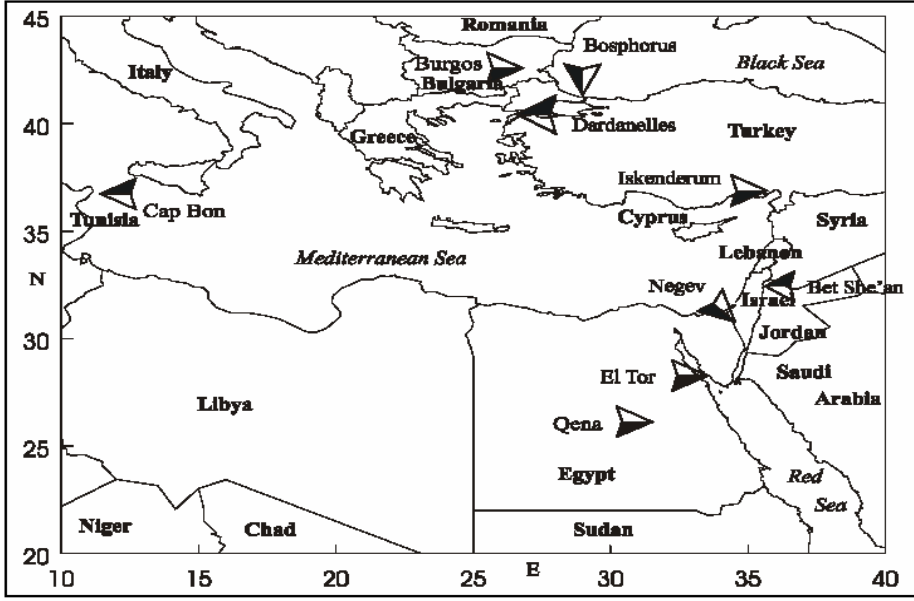 45
Romania
Bosphorus
Burgos
Black Sea
Italy
Bulgaria
40
Dardanelles
Turkey
Greece
Iskenderum
Tunisia
Cap Bon
Cyprus
Syria
35
Mediterranean Sea
Lebanon
N
Negev
Israel
Bet She'an
30
Jordan
El Tor
Saudi
Libya
Arabia
Qena
25
Egypt
Red
Sea
Niger
Chad
Sudan
20
10
15
20
25
E
30
35
40